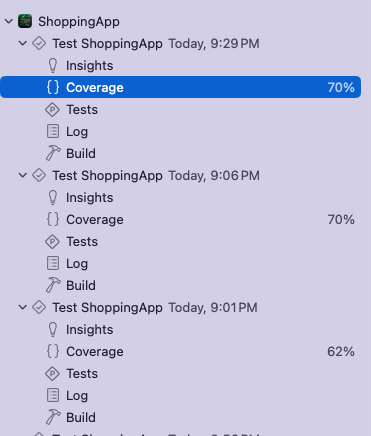 ShoppingApp
Test ShoppingApp Today, 9:29 PM
Insights
{} Coverage 70%
Tests
Log
Build
Test ShoppingApp Today, 9:06 PM
Insights
{} Coverage 70%
Tests
Log
Build
Test ShoppingApp Today, 9:01 PM
Insights
{} Coverage 62%
Tests
Log
Build